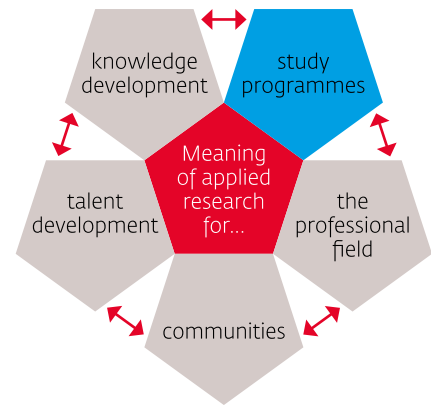 knowledge
development
study
programmes
Meaning
of applied
research
for...
talent
development
the
professional
field
communities